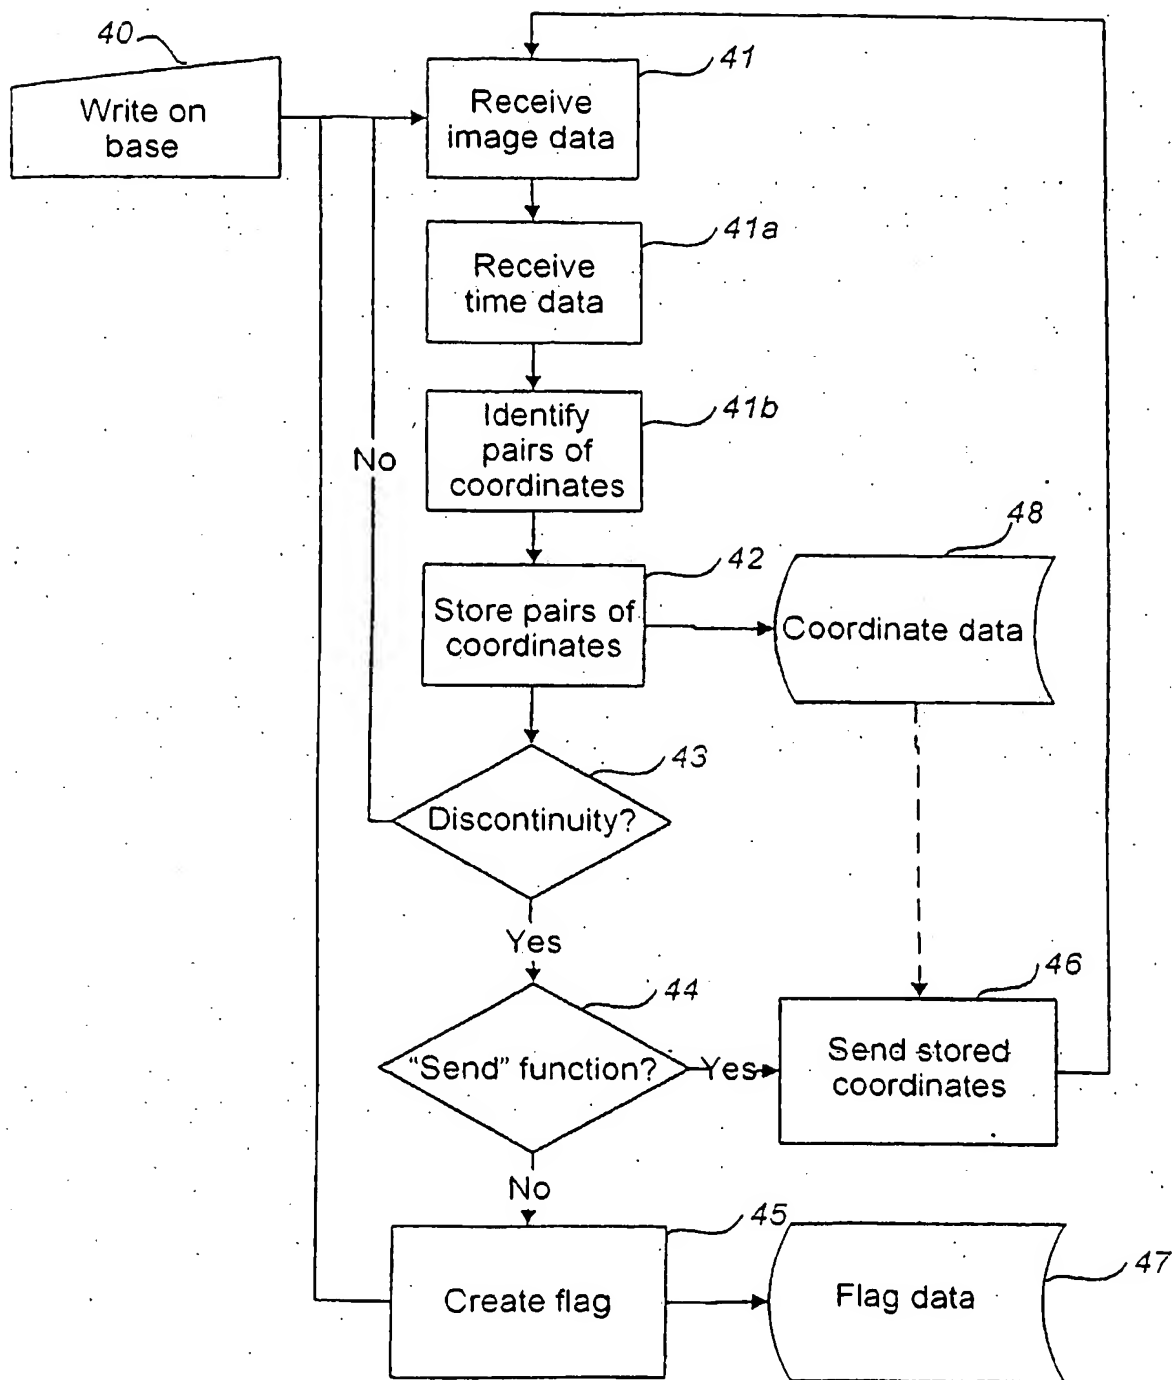 40
Write on
base
41
Receive
image data
41a
Receive
time data
41b
Identify
pairs of
coordinates
No
42
Store pairs of
coordinates
48
Coordinate data
43
Discontinuity?
Yes
44
"Send" function?
Yes
46
Send stored
coordinates
No
45
Create flag
47
Flag data